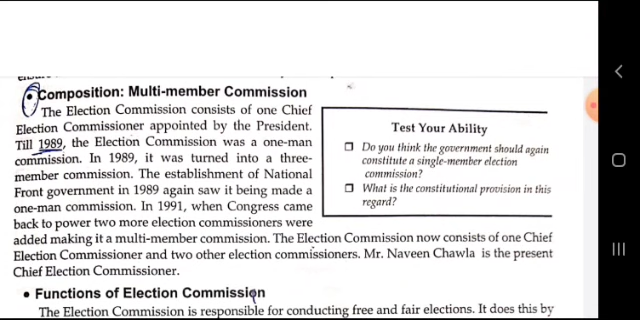 Composition: Multi-member Commission
The Election Commission consists of one Chief
Election Commissioner appointed by the President.
Till 1989, the Election Commission was a one-man
commission. In 1989, it was turned into a three-
member commission. The establishment of National
Front government in 1989 again saw it being made a
one-man commission. In 1991, when Congress came
back to power two more election commissioners were
added making it a multi-member commission. The Election Commission now consists of one Chief
Election Commissioner and two other election commissioners. Mr. Naveen Chawla is the present
Chief Election Commissioner.
Test Your Ability
❐ Do you think the government should again
constitute a single-member election
commission?
❐ What is the constitutional provision in this
regard?
• Functions of Election Commission
The Election Commission is responsible for conducting free and fair elections. It does this by